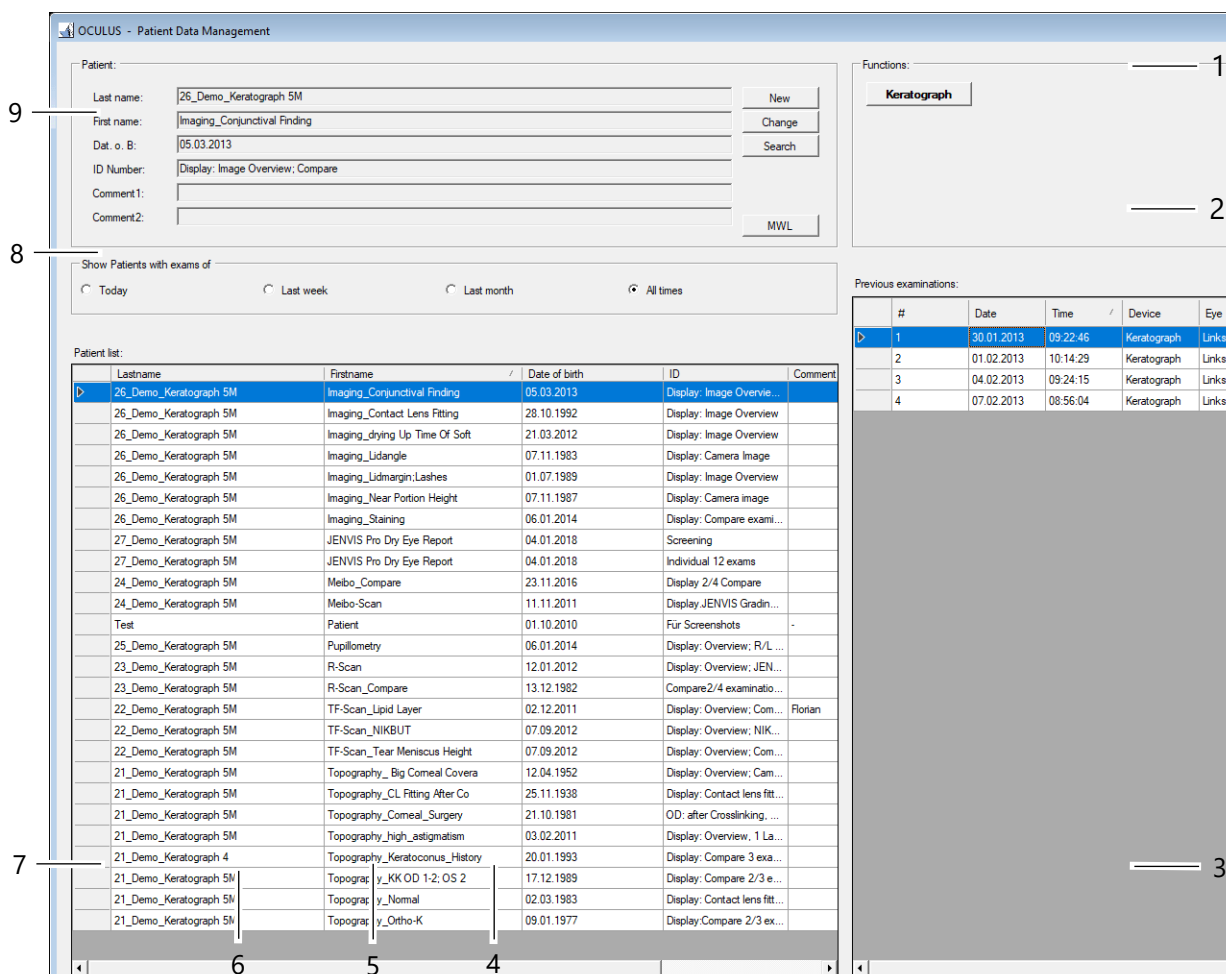 OCULUS - Patient Data Management
Patient:
Last name: 26_Demo_Keratograph 5M New
First name: Imaging_Conjunctival Finding Change
Dat. o. B: 05.03.2013 Search
ID Number: Display: Image Overview; Compare
Comment1:
Comment2:
MWL
Functions:
Keratograph
1
2
9
8
Show Patients with exams of
Today Last week Last month All times
Previous examinations:
# Date Time / Device Eye
1 30.01.2013 09:22:46 Keratograph Links
2 01.02.2013 10:14:29 Keratograph Links
3 04.02.2013 09:24:15 Keratograph Links
4 07.02.2013 08:56:04 Keratograph Links
Patient list:
Lastname Firstname / Date of birth ID Comment
26_Demo_Keratograph 5M Imaging_Conjunctival Finding 05.03.2013 Display: Image Overvie...
26_Demo_Keratograph 5M Imaging_Contact Lens Fitting 28.10.1992 Display: Image Overview
26_Demo_Keratograph 5M Imaging_drying Up Time Of Soft 21.03.2012 Display: Image Overview
26_Demo_Keratograph 5M Imaging_Lidangle 07.11.1983 Display: Camera Image
26_Demo_Keratograph 5M Imaging_Lidmargin;Lashes 01.07.1989 Display: Image Overview
26_Demo_Keratograph 5M Imaging_Near Portion Height 07.11.1987 Display: Camera image
26_Demo_Keratograph 5M Imaging_Staining 06.01.2014 Display: Compare exami...
27_Demo_Keratograph 5M JENVIS Pro Dry Eye Report 04.01.2018 Screening
27_Demo_Keratograph 5M JENVIS Pro Dry Eye Report 04.01.2018 Individual 12 exams
24_Demo_Keratograph 5M Meibo_Compare 23.11.2016 Display 2/4 Compare
24_Demo_Keratograph 5M Meibo-Scan 11.11.2011 Display.JENVIS Gradin...
Test Patient 01.10.2010 Für Screenshots -
25_Demo_Keratograph 5M Pupillometry 06.01.2014 Display: Overview; R/L ...
23_Demo_Keratograph 5M R-Scan 12.01.2012 Display: Overview; JEN...
23_Demo_Keratograph 5M R-Scan_Compare 13.12.1982 Compare2/4 examinatio...
22_Demo_Keratograph 5M TF-Scan_Lipid Layer 02.12.2011 Display: Overview; Com... Florian
22_Demo_Keratograph 5M TF-Scan_NIKBUT 07.09.2012 Display: Overview; NIK...
22_Demo_Keratograph 5M TF-Scan_Tear Meniscus Height 07.09.2012 Display: Overview; Com...
21_Demo_Keratograph 5M Topography_ Big Corneal Covera 12.04.1952 Display: Overview; Cam...
21_Demo_Keratograph 5M Topography_CL Fitting After Co 25.11.1938 Display: Contact lens fitt...
21_Demo_Keratograph 5M Topography_Corneal_Surgery 21.10.1981 OD: after Crosslinking, ...
21_Demo_Keratograph 5M Topography_high_astigmatism 03.02.2011 Display: Overview, 1 La...
21_Demo_Keratograph 4 Topography_Keratoconus_History 20.01.1993 Display: Compare 3 exa...
21_Demo_Keratograph 5M Topography_KK OD 1-2; OS 2 17.12.1989 Display: Compare 2/3 e...
21_Demo_Keratograph 5M Topography_Normal 02.03.1983 Display: Contact lens fitt...
21_Demo_Keratograph 5M Topography_Ortho-K 09.01.1977 Display:Compare 2/3 ex...
7
3
6
5
4